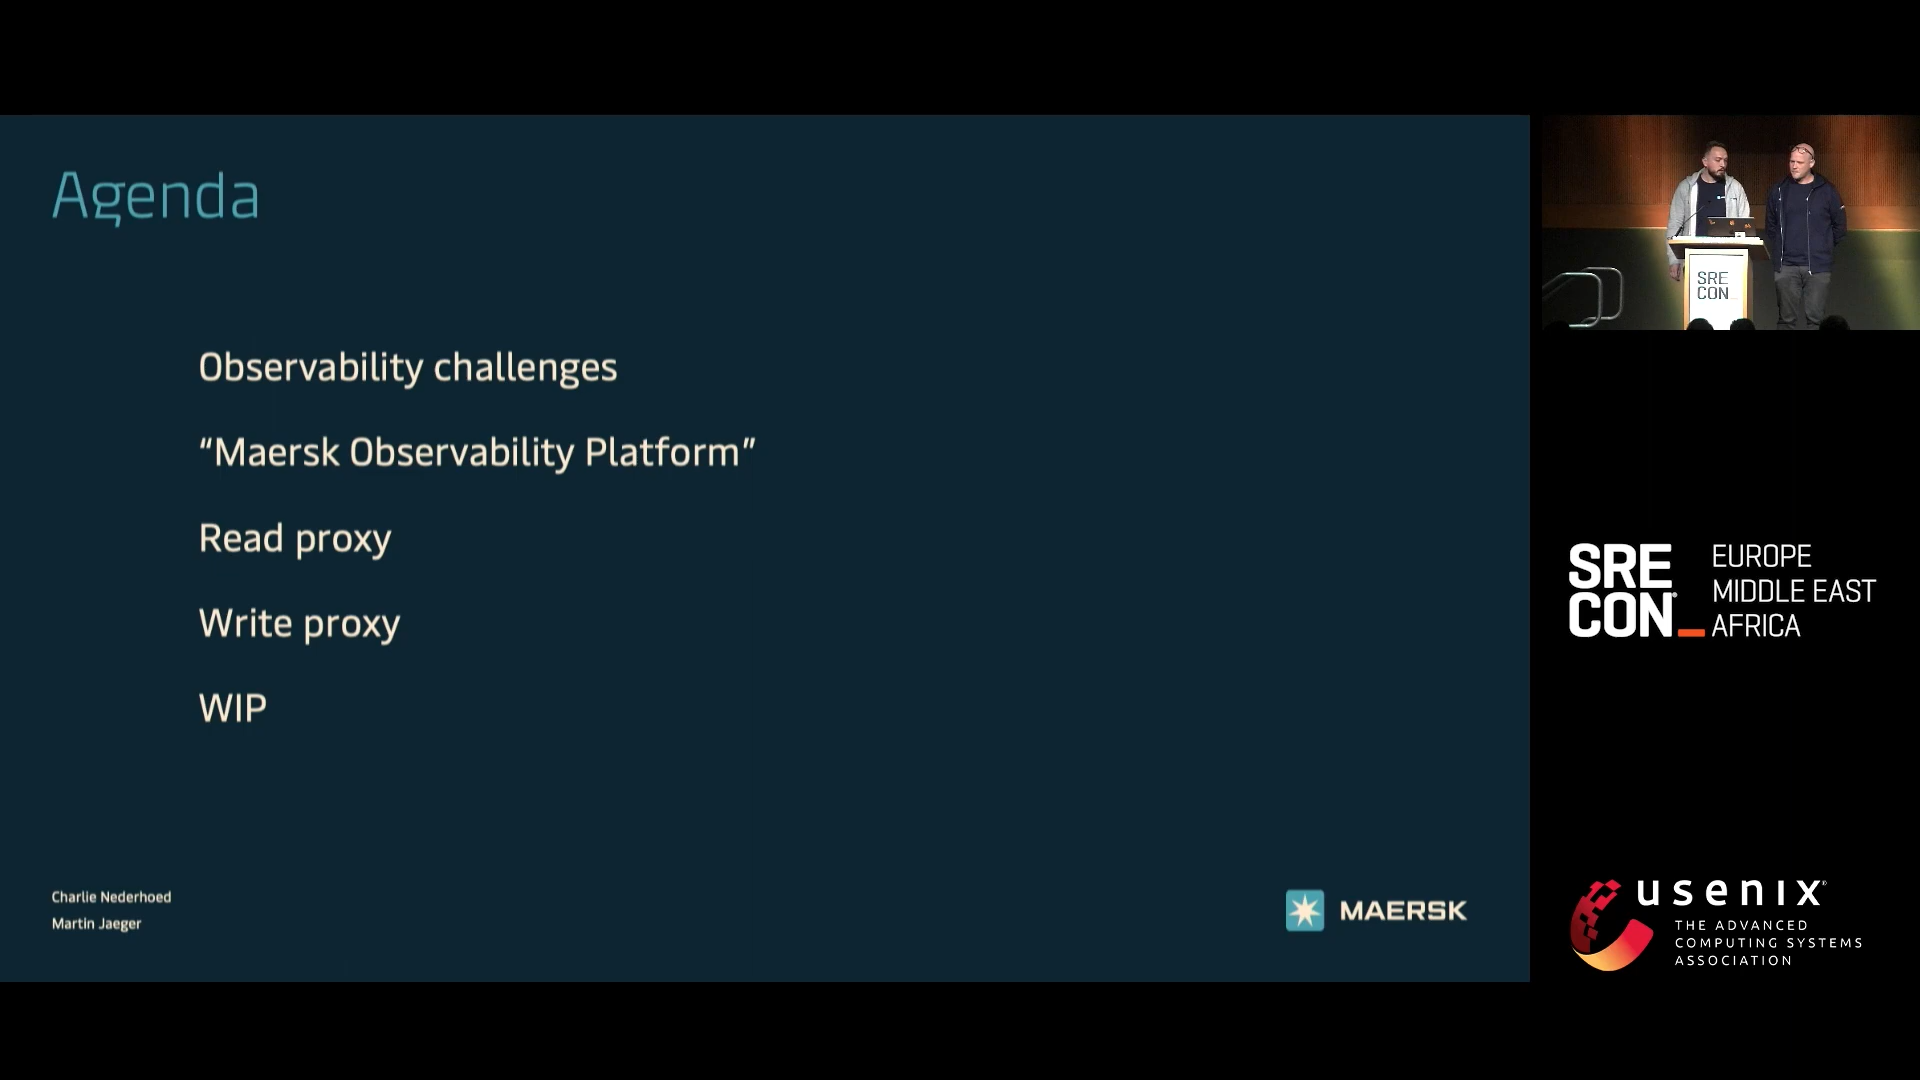 Agenda
Observability challenges
“Maersk Observability Platform”
Read proxy
Write proxy
WIP
Charlie Nederhoed
Martin Jaeger
MAERSK
SRE
CON
SRE
CON
EUROPE
MIDDLE EAST
AFRICA
usenix
THE ADVANCED
COMPUTING SYSTEMS
ASSOCIATION